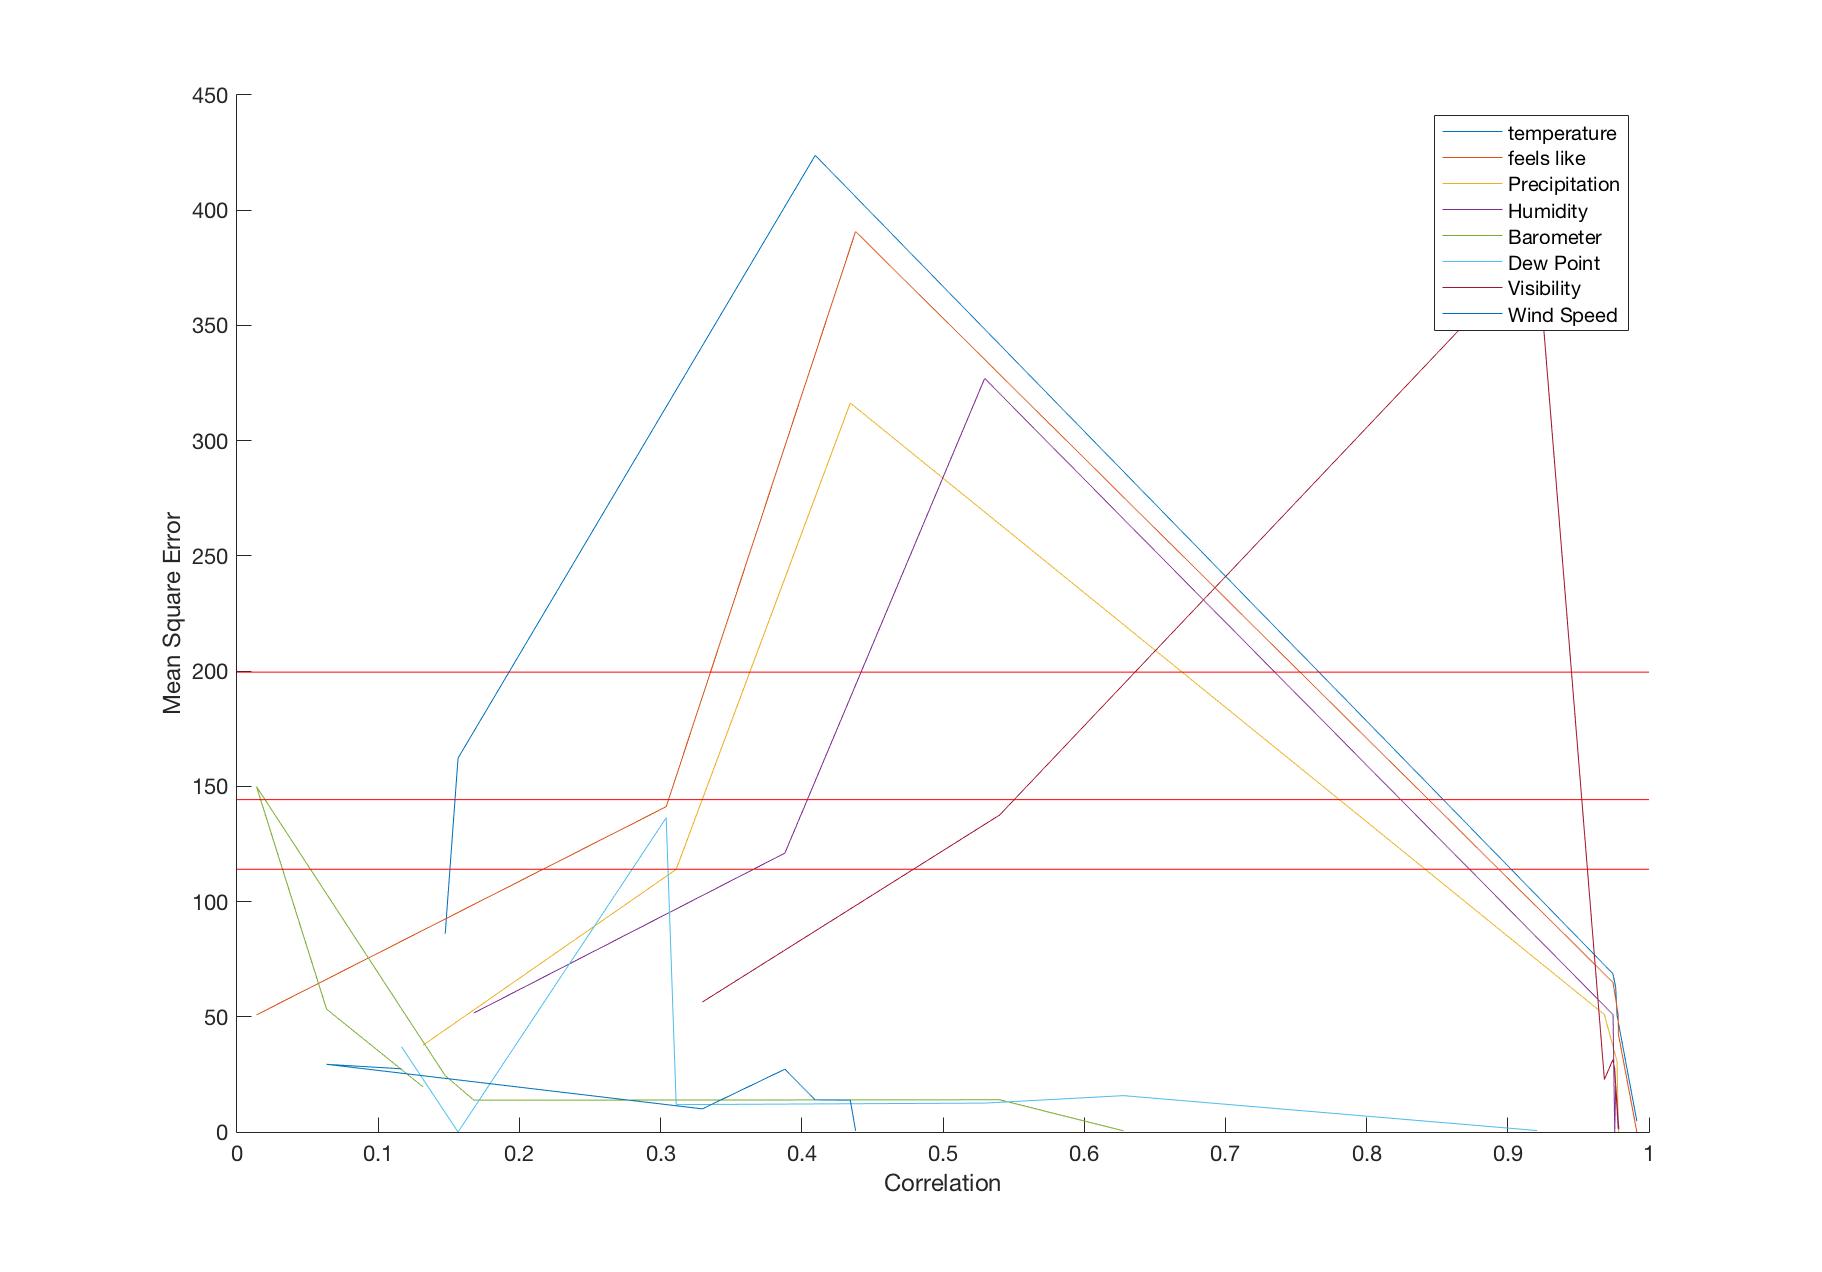 450
400
350
300
250
200
150
100
50
0
Mean Square Error
temperature
feels like
Precipitation
Humidity
Barometer
Dew Point
Visibility
Wind Speed
0 0.1 0.2 0.3 0.4 0.5 0.6 0.7 0.8 0.9 1
Correlation